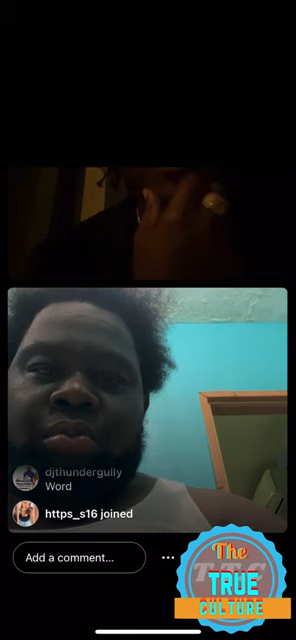 djthundergully
Word
https_s16 joined
Add a comment...
The
T.T.C
TRUE
CULTURE